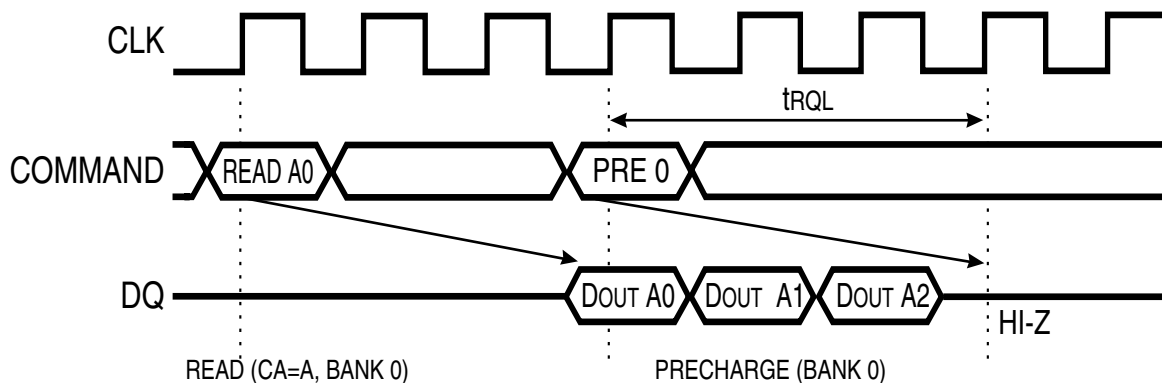 CLK
tRQL
COMMAND READ A0 PRE 0
DQ DOUT A0 DOUT A1 DOUT A2
HI-Z
READ (CA=A, BANK 0) PRECHARGE (BANK 0)